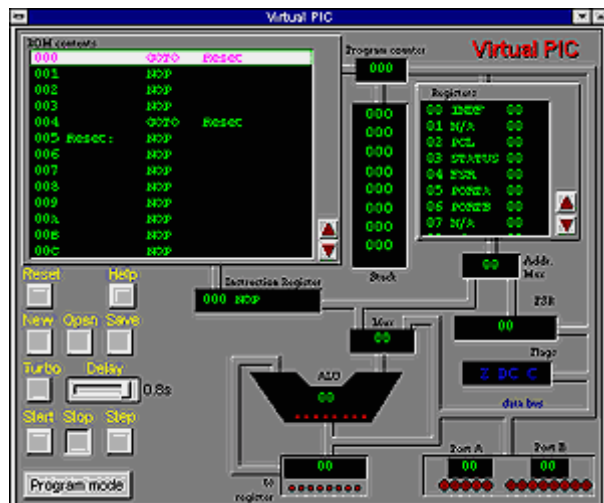 Virtual PIC
ROM contents
000 GOTO Reset
001 NOP
002 NOP
003 NOP
004 GOTO Reset
005 Reset: NOP
006 NOP
007 NOP
008 NOP
009 NOP
00A NOP
00B NOP
00C NOP
Program counter
000
000
000
000
000
000
000
000
000
Stack
Virtual PIC
Registers
00 INDF 00
01 N/A 00
02 PCL 00
03 STATUS 00
04 FSR 00
05 PORTA 00
06 PORTB 00
07 N/A 00
00
Addr.
Mux
FSR
00
Flags
Z DC C
data bus
Instruction Register
000 NOP
Mux
00
ALU
00
00
to
register
Port A
00
Port B
00
Reset Help
New Open Save
Turbo Delay
0.8s
Start Stop Step
Program mode